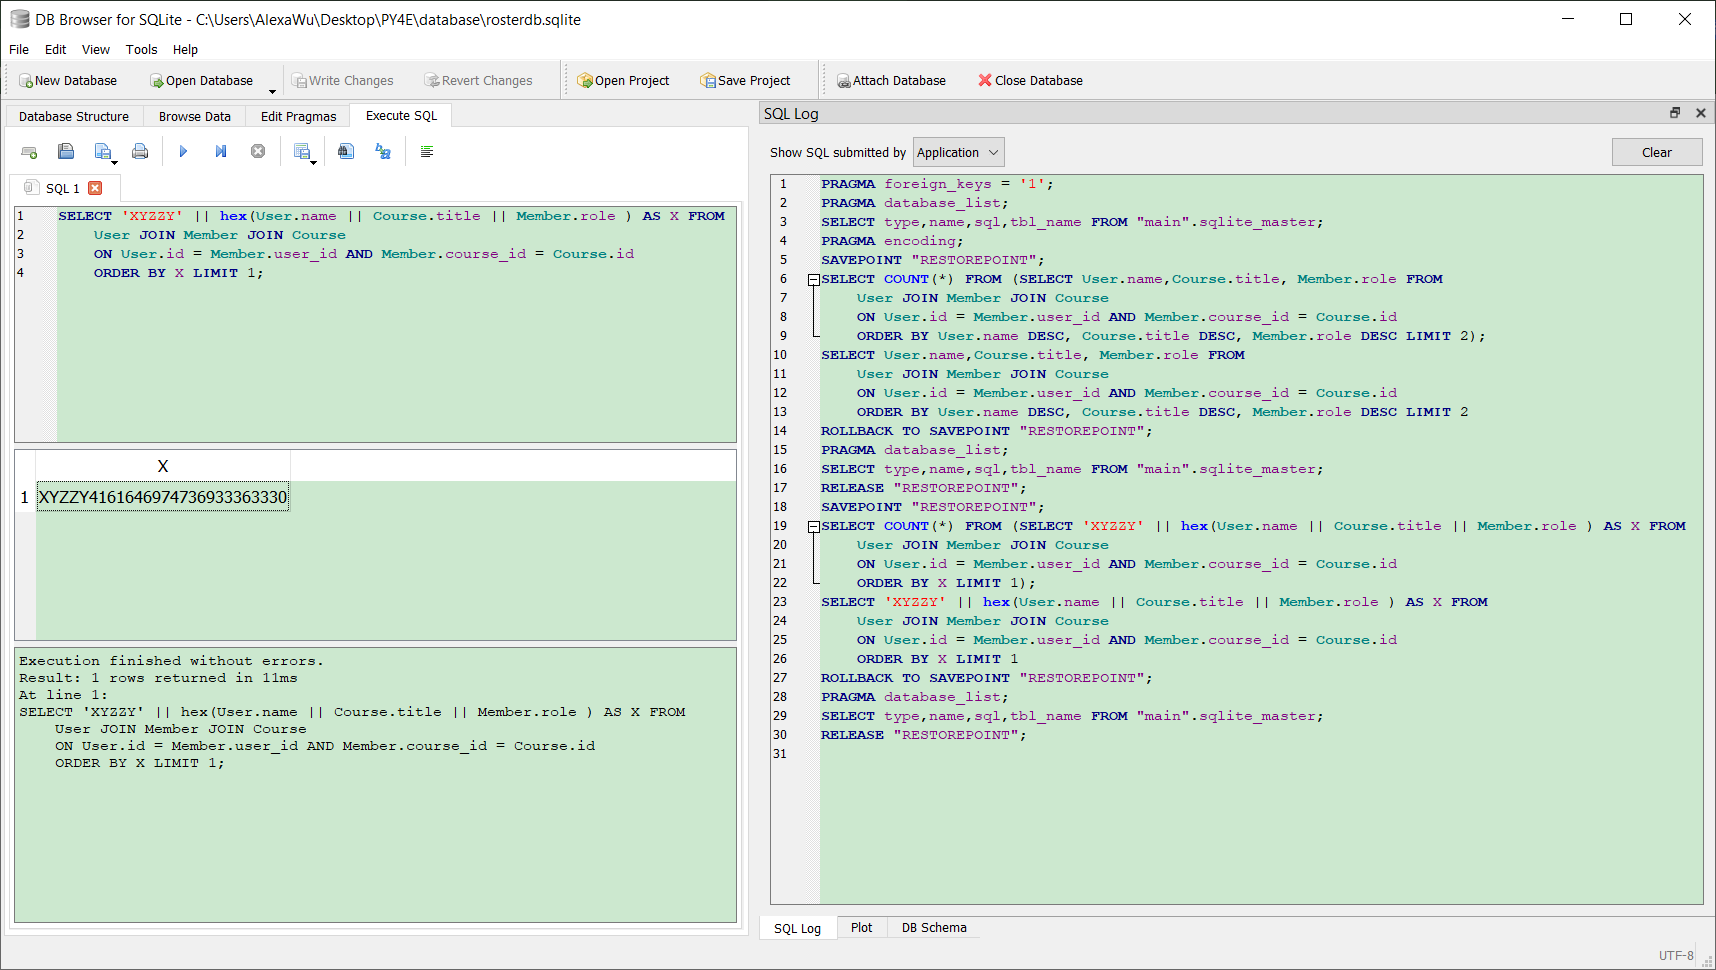 DB Browser for SQLite - C:\Users\AlexaWu\Desktop\PY4E\database\rosterdb.sqlite
File Edit View Tools Help
New Database Open Database Write Changes Revert Changes Open Project Save Project Attach Database Close Database
Database Structure Browse Data Edit Pragmas Execute SQL
SQL 1
1 SELECT 'XYZZY' || hex(User.name || Course.title || Member.role ) AS X FROM
2 User JOIN Member JOIN Course
3 ON User.id = Member.user_id AND Member.course_id = Course.id
4 ORDER BY X LIMIT 1;
X
1 XYZZY4161646974736933363330
Execution finished without errors.
Result: 1 rows returned in 11ms
At line 1:
SELECT 'XYZZY' || hex(User.name || Course.title || Member.role ) AS X FROM
User JOIN Member JOIN Course
ON User.id = Member.user_id AND Member.course_id = Course.id
ORDER BY X LIMIT 1;
SQL Log
Show SQL submitted by Application Clear
1 PRAGMA foreign_keys = '1';
2 PRAGMA database_list;
3 SELECT type,name,sql,tbl_name FROM "main".sqlite_master;
4 PRAGMA encoding;
5 SAVEPOINT "RESTOREPOINT";
6 SELECT COUNT(*) FROM (SELECT User.name,Course.title, Member.role FROM
7 User JOIN Member JOIN Course
8 ON User.id = Member.user_id AND Member.course_id = Course.id
9 ORDER BY User.name DESC, Course.title DESC, Member.role DESC LIMIT 2);
10 SELECT User.name,Course.title, Member.role FROM
11 User JOIN Member JOIN Course
12 ON User.id = Member.user_id AND Member.course_id = Course.id
13 ORDER BY User.name DESC, Course.title DESC, Member.role DESC LIMIT 2
14 ROLLBACK TO SAVEPOINT "RESTOREPOINT";
15 PRAGMA database_list;
16 SELECT type,name,sql,tbl_name FROM "main".sqlite_master;
17 RELEASE "RESTOREPOINT";
18 SAVEPOINT "RESTOREPOINT";
19 SELECT COUNT(*) FROM (SELECT 'XYZZY' || hex(User.name || Course.title || Member.role ) AS X FROM
20 User JOIN Member JOIN Course
21 ON User.id = Member.user_id AND Member.course_id = Course.id
22 ORDER BY X LIMIT 1);
23 SELECT 'XYZZY' || hex(User.name || Course.title || Member.role ) AS X FROM
24 User JOIN Member JOIN Course
25 ON User.id = Member.user_id AND Member.course_id = Course.id
26 ORDER BY X LIMIT 1
27 ROLLBACK TO SAVEPOINT "RESTOREPOINT";
28 PRAGMA database_list;
29 SELECT type,name,sql,tbl_name FROM "main".sqlite_master;
30 RELEASE "RESTOREPOINT";
31
SQL Log Plot DB Schema
UTF-8